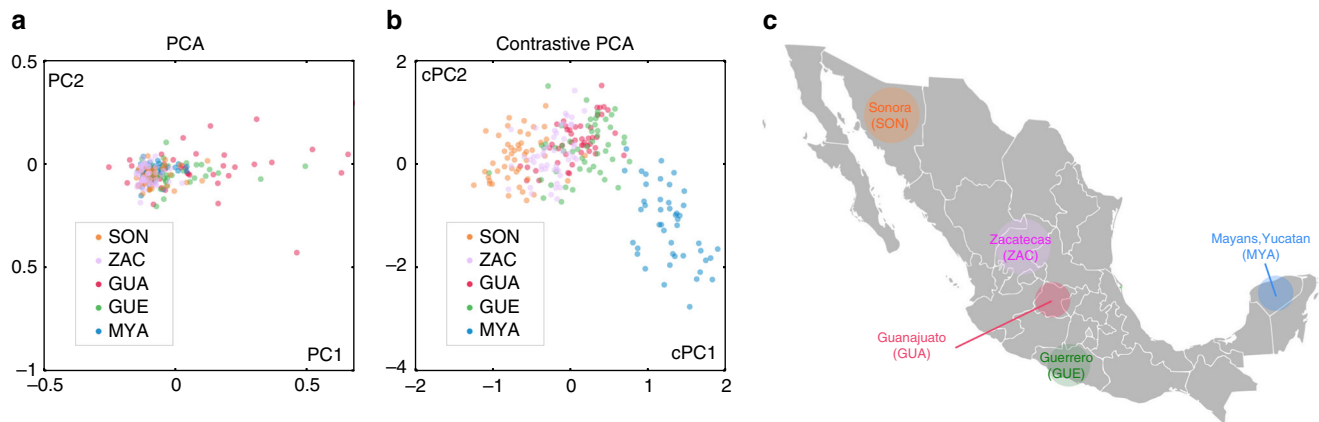 a
PCA
0.5
PC2
0
0.5
−1
SON
ZAC
GUA
GUE
MYA
PC1
−0.5
0
0.5
b
Contrastive PCA
2
cPC2
0
−2
−4
SON
ZAC
GUA
GUE
MYA
cPC1
−2
−1
0
1
2
c
Sonora
(SON)
Zacatecas
(ZAC)
Mayans,Yucatan
(MYA)
Guanajuato
(GUA)
Guerrero
(GUE)